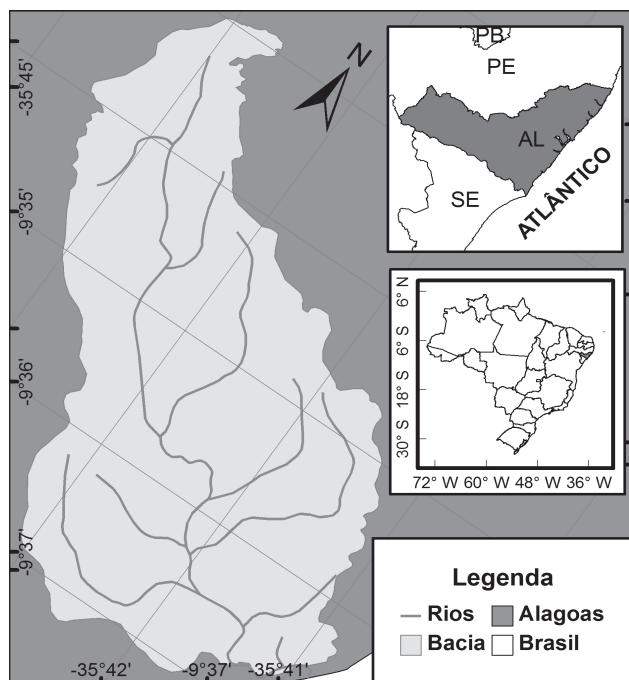 -35°45'
-9°35'
-9°36'
-9°37'
-35°42'
-9°37'
-35°41'
N
PB
PE
AL
SE
ATLÂNTICO
6° N
6° S
18° S
30° S
72° W 60° W 48° W 36° W
Legenda
Rios
Alagoas
Bacia
Brasil